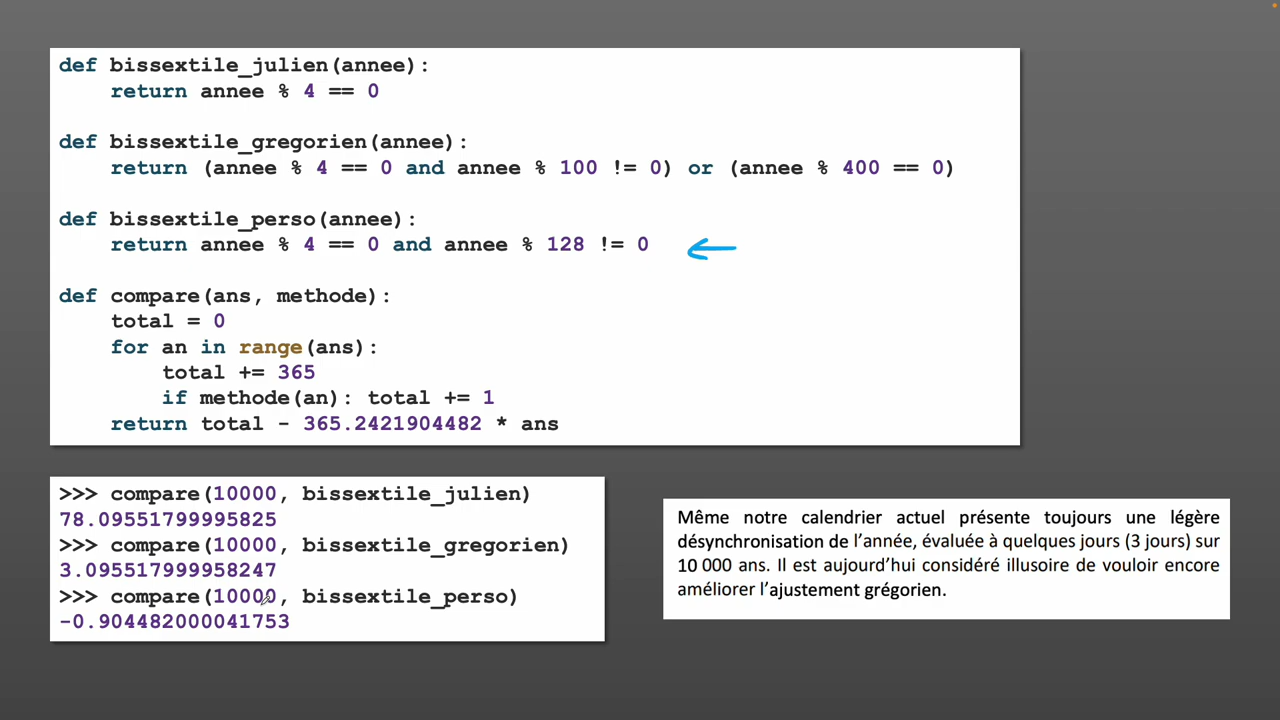 def bissextile_julien(annee):
    return annee % 4 == 0
def bissextile_gregorien(annee):
    return (annee % 4 == 0 and annee % 100 != 0) or (annee % 400 == 0)
def bissextile_perso(annee):
    return annee % 4 == 0 and annee % 128 != 0
def compare(ans, methode):
    total = 0
    for an in range(ans):
        total += 365
        if methode(an): total += 1
    return total - 365.2421904482 * ans
>>> compare(10000, bissextile_julien)
78.09551799995825
>>> compare(10000, bissextile_gregorien)
3.095517999958247
>>> compare(10000, bissextile_perso)
-0.904482000041753
Même notre calendrier actuel présente toujours une légère
désynchronisation de l'année, évaluée à quelques jours (3 jours) sur
10 000 ans. Il est aujourd'hui considéré illusoire de vouloir encore
améliorer l'ajustement grégorien.